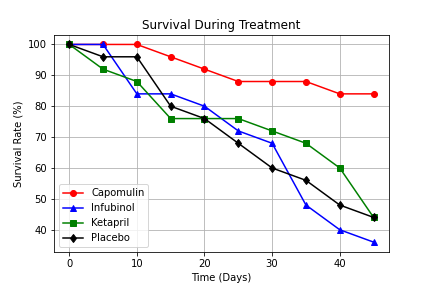 Survival During Treatment
100
90
80
70
60
50
40
Survival Rate (%)
Capomulin
Infubinol
Ketapril
Placebo
0 10 20 30 40
Time (Days)